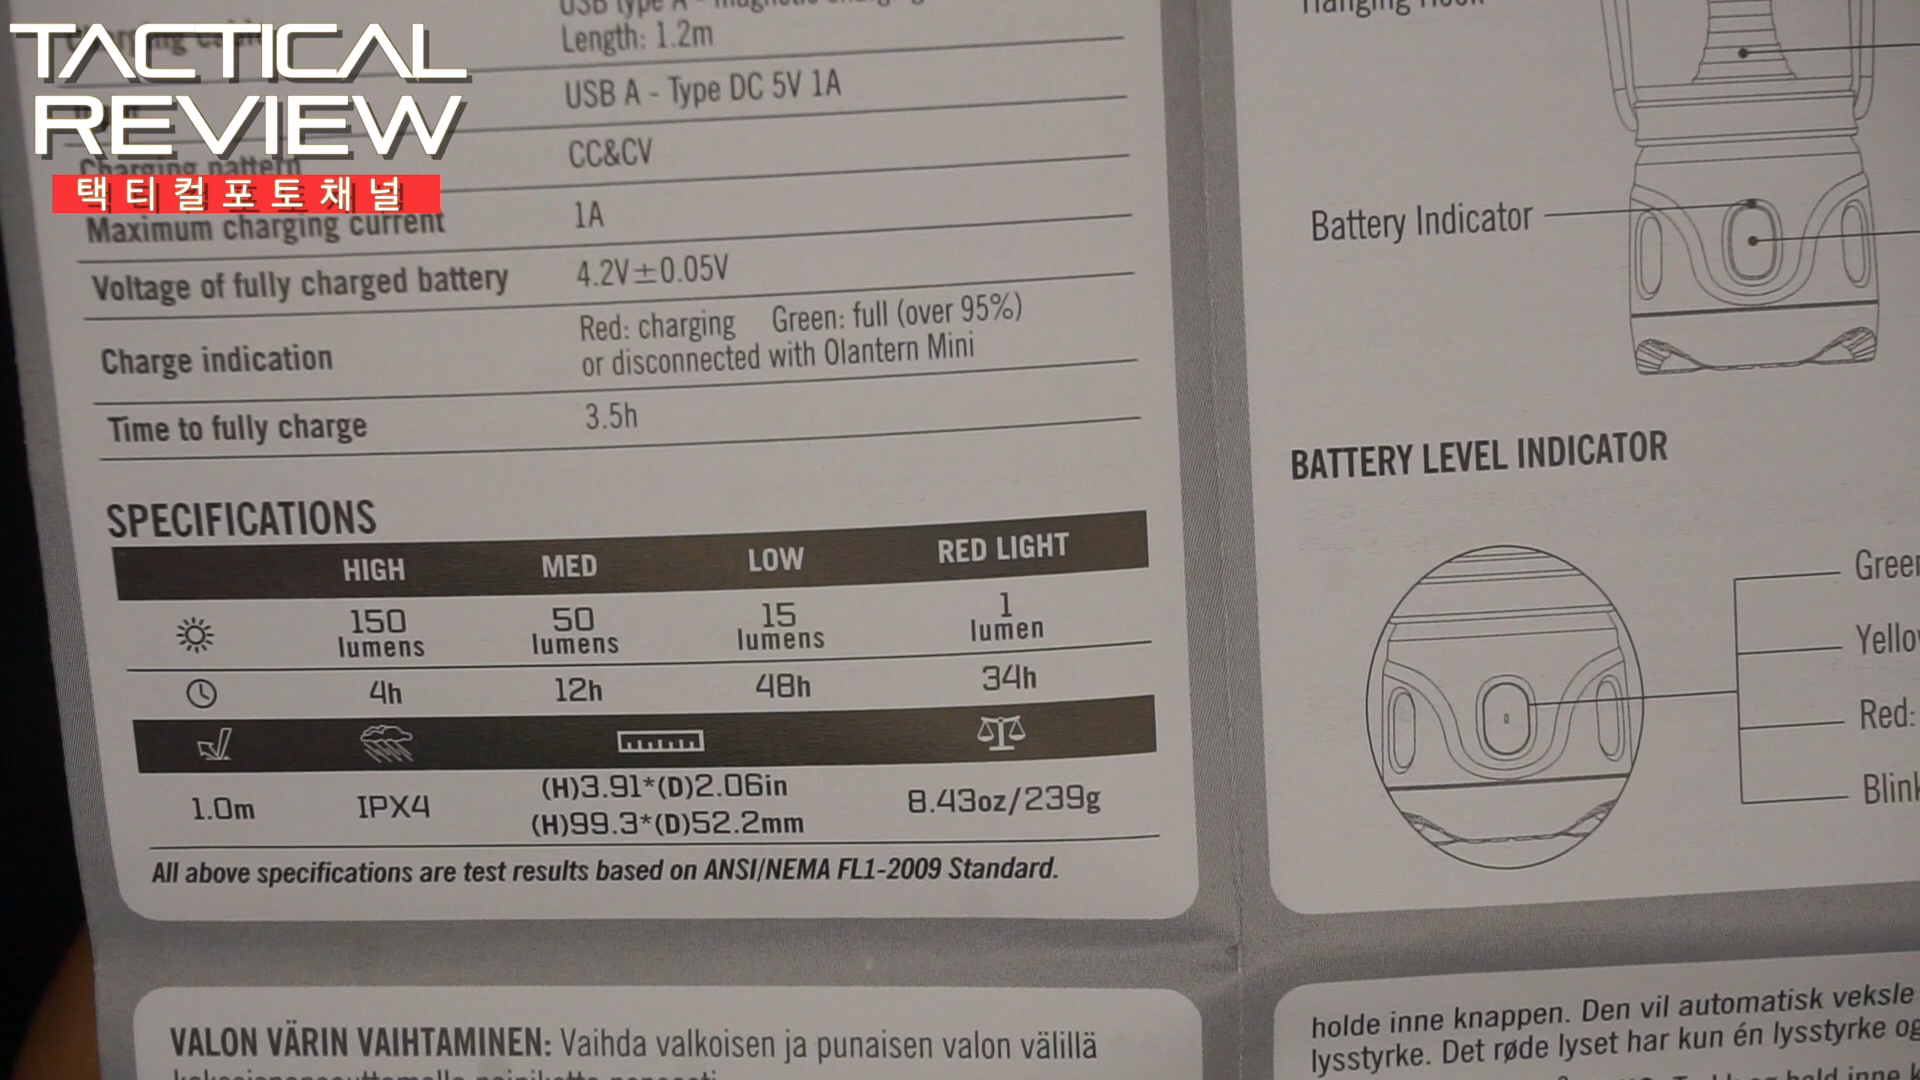 TACTICAL
REVIEW
택티컬포토채널
Length: 1.2m
USB A - Type DC 5V 1A
Charging pattern CC&CV
Maximum charging current 1A
Voltage of fully charged battery 4.2V±0.05V
Charge indication
Red: charging Green: full (over 95%)
or disconnected with Olantern Mini
Time to fully charge 3.5h
SPECIFICATIONS
HIGH MED LOW RED LIGHT
150 lumens 50 lumens 15 lumens 1 lumen
4h 12h 48h 34h
1.0m IPX4
(H)3.91*(D)2.06in
(H)99.3*(D)52.2mm
8.43oz/239g
All above specifications are test results based on ANSI/NEMA FL1-2009 Standard.
VALON VÄRIN VAIHTAMINEN: Vaihda valkoisen ja punaisen valon välillä
Battery Indicator
BATTERY LEVEL INDICATOR
Red:
holde inne knappen. Den vil automatisk veksle
lysstyrke. Det røde lyset har kun én lysstyrke